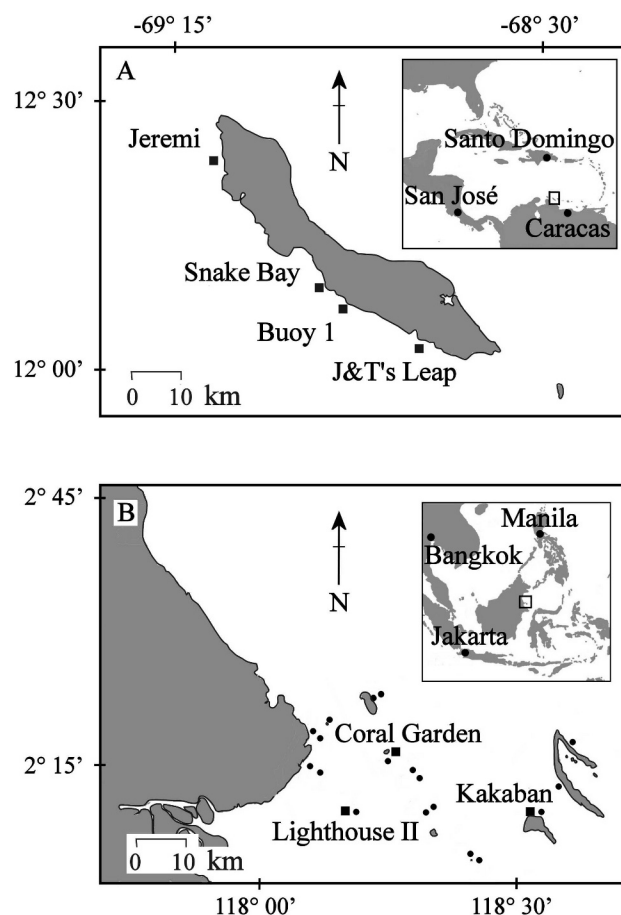 -69° 15’
-68° 30’
A
12° 30’
Jeremi
N
Santo Domingo
San José
Caracas
Snake Bay
Buoy 1
J&T's Leap
12° 00’
0 10 km
2° 45’
B
N
Manila
Bangkok
Jakarta
Coral Garden
2° 15’
Kakaban
Lighthouse II
0 10 km
118° 00’
118° 30’